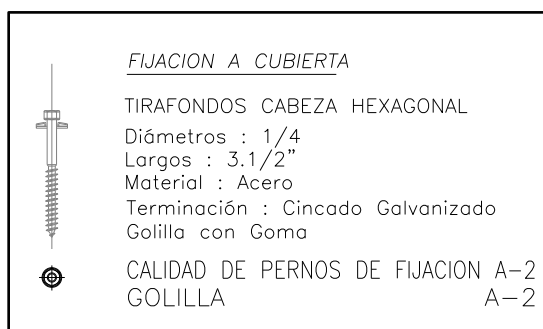 FIJACION A CUBIERTA
TIRAFONDOS CABEZA HEXAGONAL
Diámetros : 1/4
Largos : 3.1/2"
Material : Acero
Terminación : Cincado Galvanizado
Golilla con Goma
CALIDAD DE PERNOS DE FIJACION A-2
GOLILLA A-2